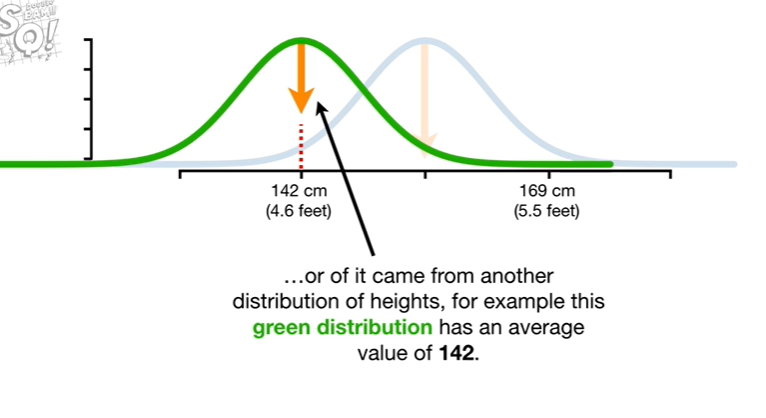 142 cm
(4.6 feet)
169 cm
(5.5 feet)
...or of it came from another
distribution of heights, for example this
green distribution has an average
value of 142.